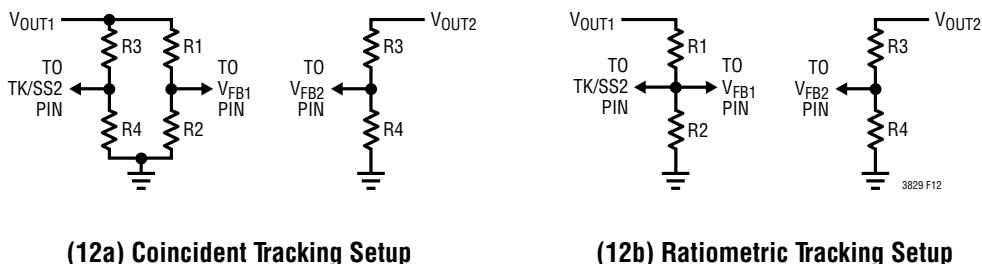 VOUT1
R3
R1
TO
TK/SS2
PIN
TO
VFB1
PIN
R4
R2
VOUT2
R3
TO
VFB2
PIN
R4
(12a) Coincident Tracking Setup
VOUT1
R1
TO
TK/SS2
PIN
TO
VFB1
PIN
R2
VOUT2
R3
TO
VFB2
PIN
R4
3829 F12
(12b) Ratiometric Tracking Setup